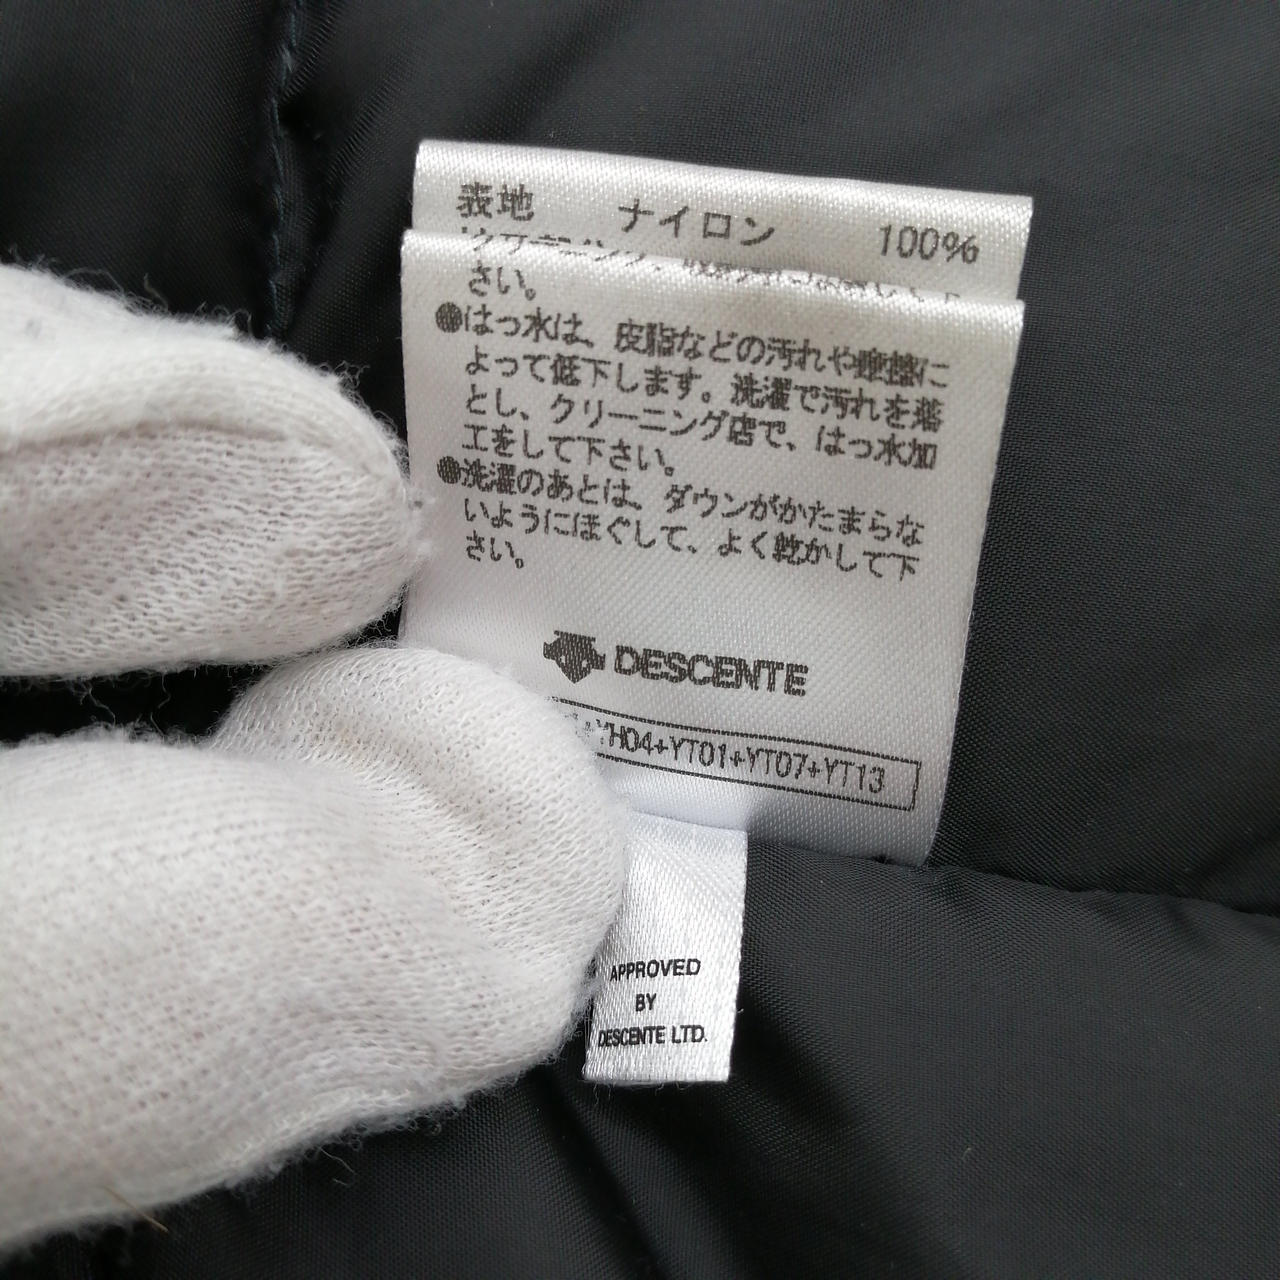 表地 ナイロン 100%
さい。
●はっ水は、皮脂などの汚れや摩擦に
よって低下します。洗濯で汚れを落
とし、クリーニング店で、はっ水加
工をして下さい。
●洗濯のあとは、ダウンがかたまらな
いようにほぐして、よく乾かして下
さい。
DESCENTE
+YH04+YT01+YT07+YT13
APPROVED
BY
DESCENTE LTD.